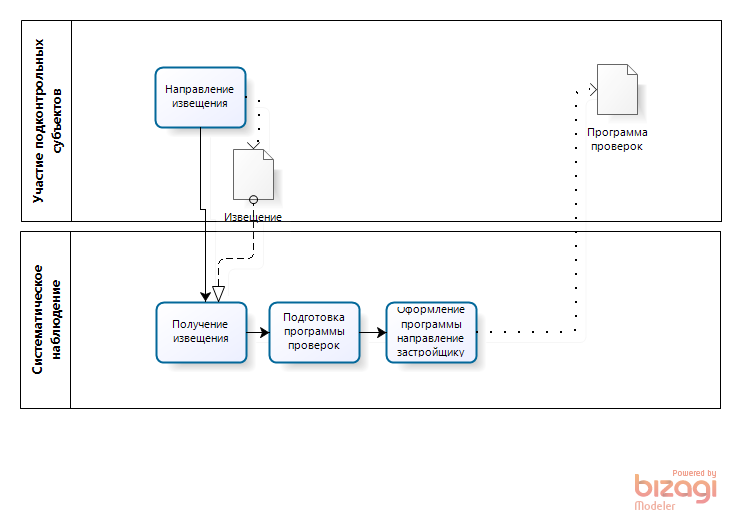 Участие подконтрольных
субъектов
Направление
извещения
Извещение
Программа
проверок
Систематическое
наблюдение
Получение
извещения
Подготовка
программы
проверок
Оформление
программы
направление
застройщику
Powered by
bizagi
Modeler